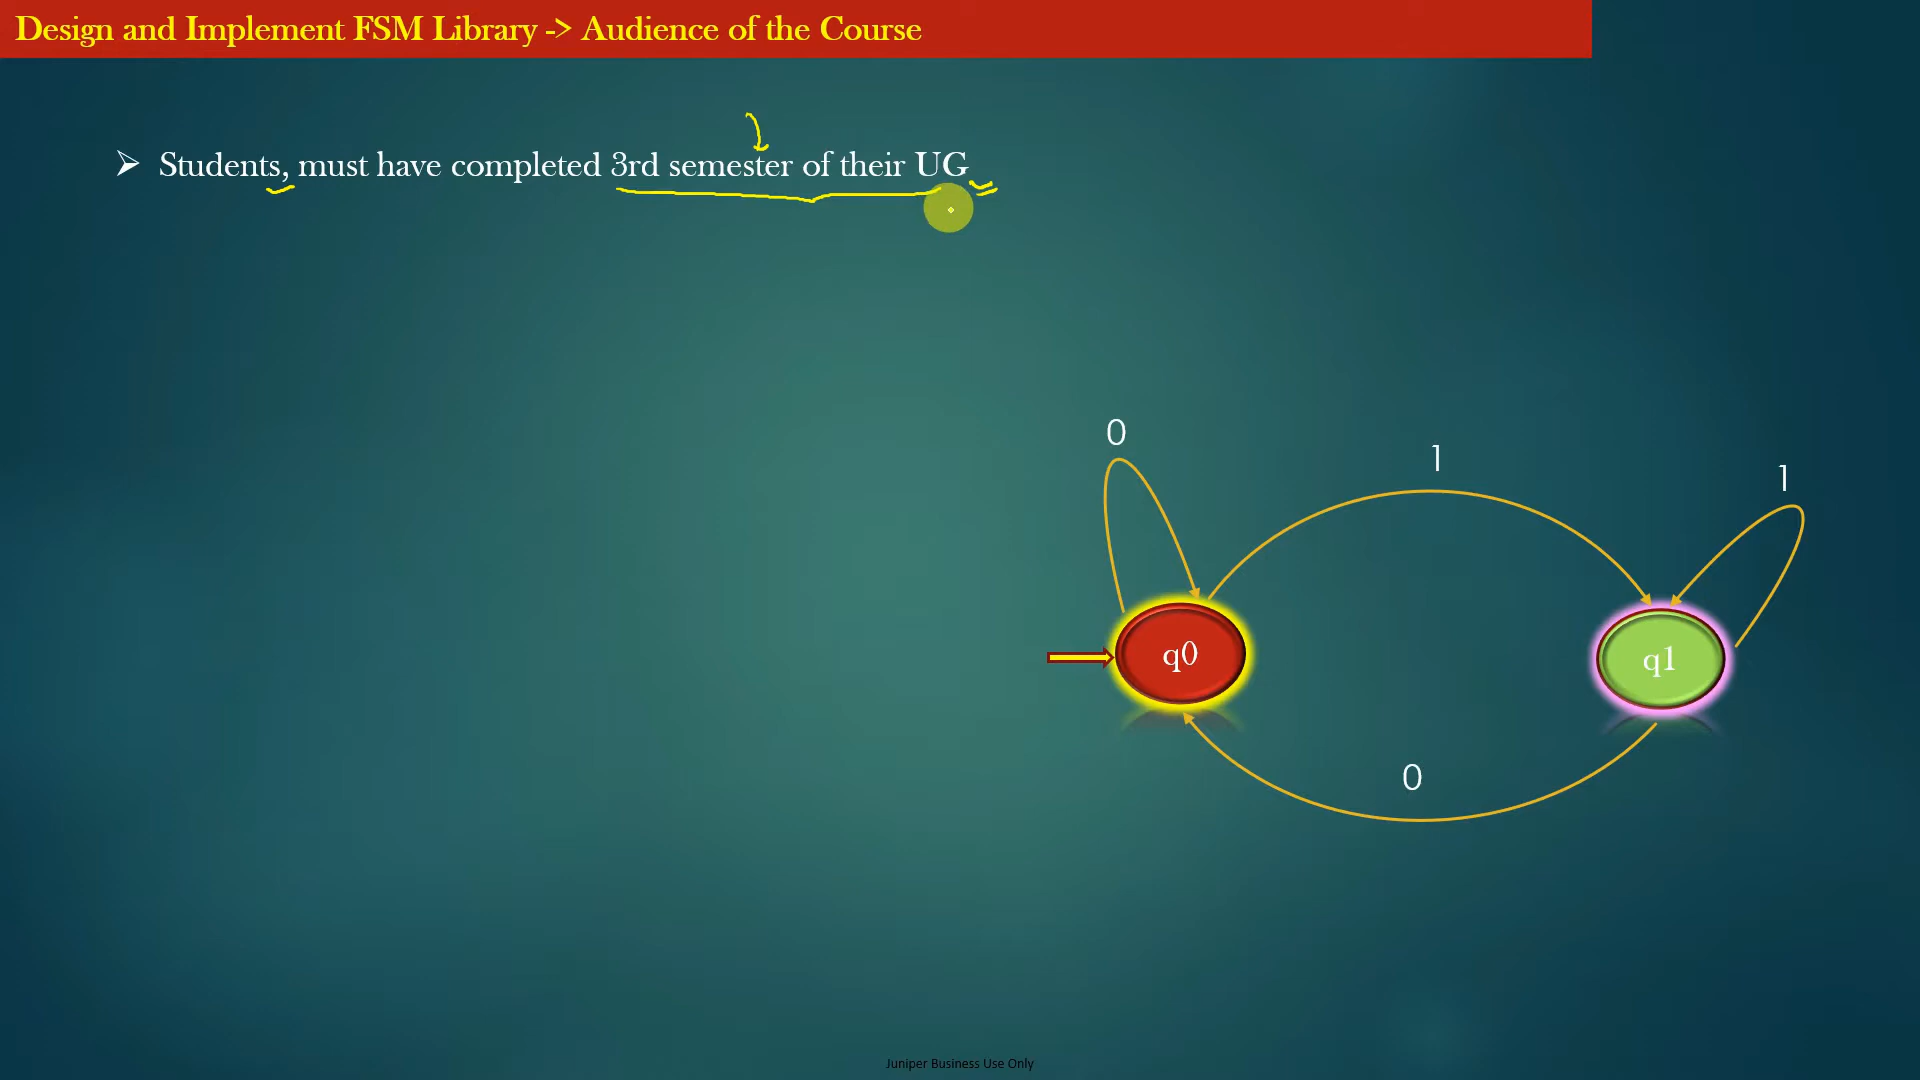 Design and Implement FSM Library -> Audience of the Course
➢ Students, must have completed 3rd semester of their UG
0
1
1
q0
q1
0
Juniper Business Use Only